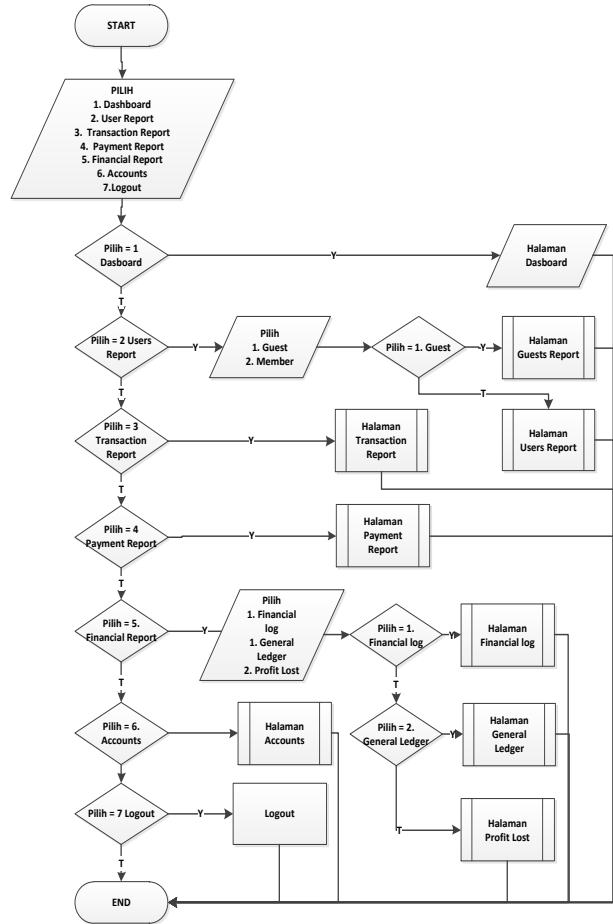 START
PILIH
1. Dashboard
2. User Report
3. Transaction Report
4. Payment Report
5. Financial Report
6. Accounts
7.Logout
Pilih = 1
Dasboard
Y
Halaman
Dasboard
T
Pilih = 2 Users
Report
Y
Pilih
1. Guest
2. Member
Pilih = 1. Guest
Y
Halaman
Guests Report
T
T
Halaman
Users Report
Pilih = 3
Transaction
Report
Y
Halaman
Transaction
Report
T
Pilih = 4
Payment Report
Y
Halaman
Payment
Report
T
Pilih = 5.
Financial Report
Y
Pilih
1. Financial
log
1. General
Ledger
2. Profit Lost
Pilih = 1.
Financial log
Y
Halaman
Financial log
T
T
Pilih = 6.
Accounts
Halaman
Accounts
Pilih = 2.
General Ledger
Y
Halaman
General
Ledger
T
Halaman
Profit Lost
Pilih = 7 Logout
Y
Logout
T
END